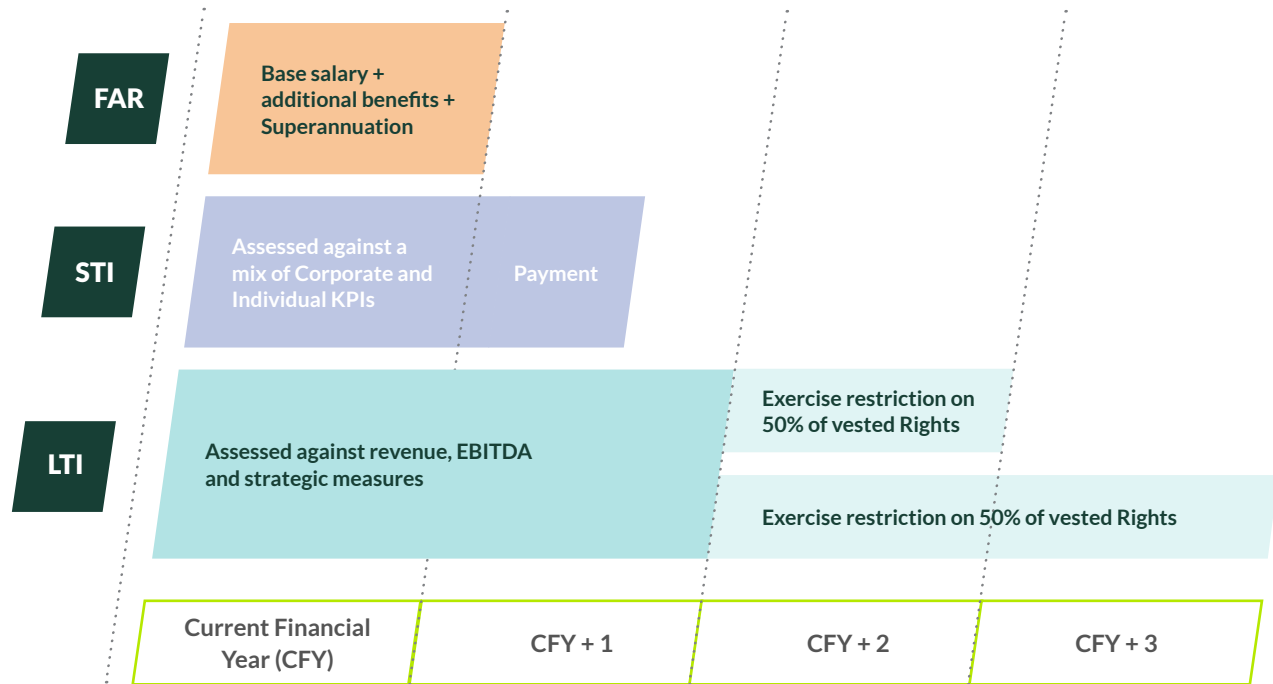 FAR
Base salary +
additional benefits +
Superannuation
STI
Assessed against a
mix of Corporate and
Individual KPIs
Payment
LTI
Assessed against revenue, EBITDA
and strategic measures
Exercise restriction on
50% of vested Rights
Exercise restriction on 50% of vested Rights
Current Financial
Year (CFY)
CFY + 1
CFY + 2
CFY + 3